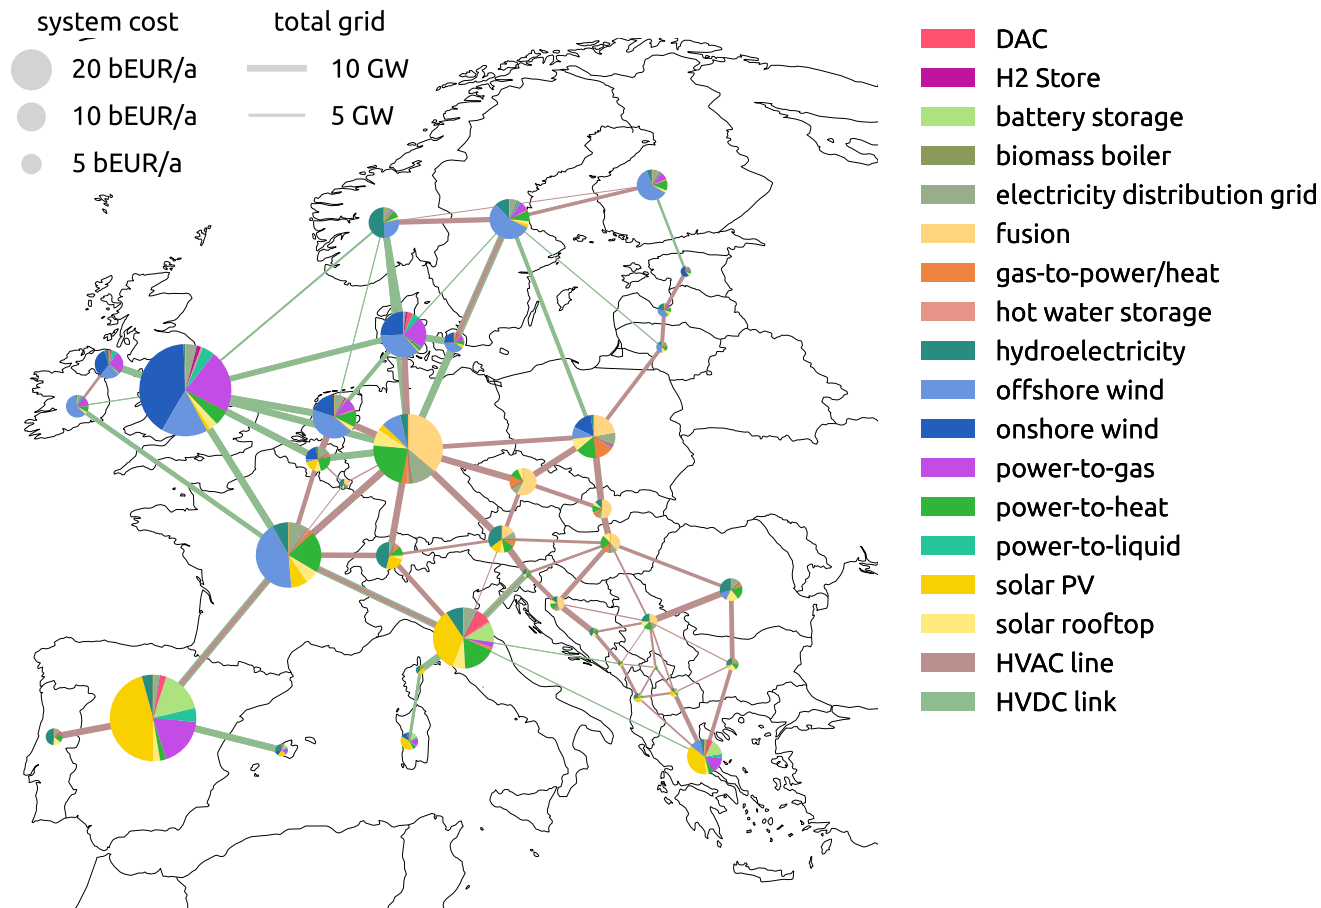 system cost
20 bEUR/a
10 bEUR/a
5 bEUR/a
total grid
10 GW
5 GW
DAC
H2 Store
battery storage
biomass boiler
electricity distribution grid
fusion
gas-to-power/heat
hot water storage
hydroelectricity
offshore wind
onshore wind
power-to-gas
power-to-heat
power-to-liquid
solar PV
solar rooftop
HVAC line
HVDC link